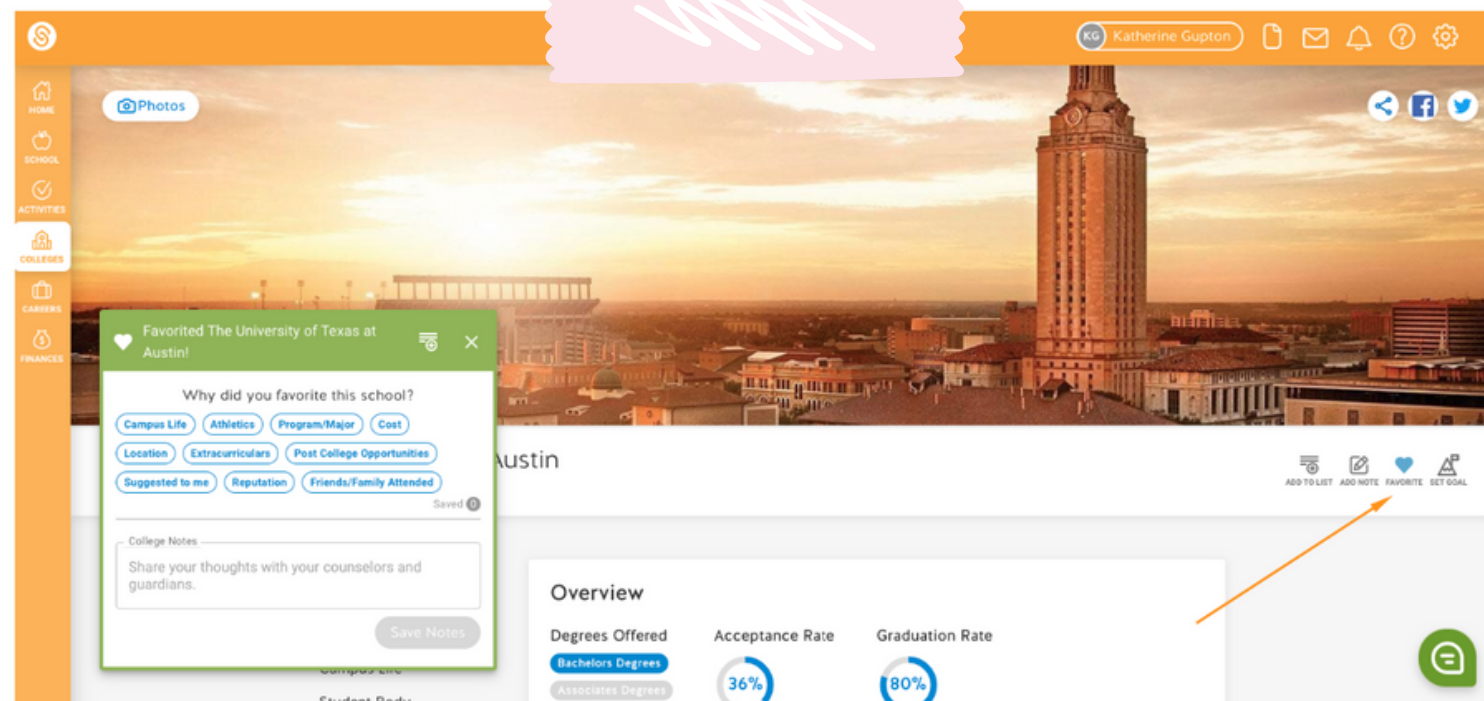 KG Katherine Gupton
HOME
SCHOOL
ACTIVITIES
COLLEGES
CAREERS
FINANCES
Photos
Favorited The University of Texas at
Austin!
Why did you favorite this school?
Campus Life Athletics Program/Major Cost
Location Extracurriculars Post College Opportunities
Suggested to me Reputation Friends/Family Attended
Saved 0
College Notes
Share your thoughts with your counselors and
guardians.
Save Notes
Austin
ADD TO LIST ADD NOTE FAVORITE SET GOAL
Campus Life
Student Body
Overview
Degrees Offered Acceptance Rate Graduation Rate
Bachelors Degrees
Associates Degrees
36% 80%